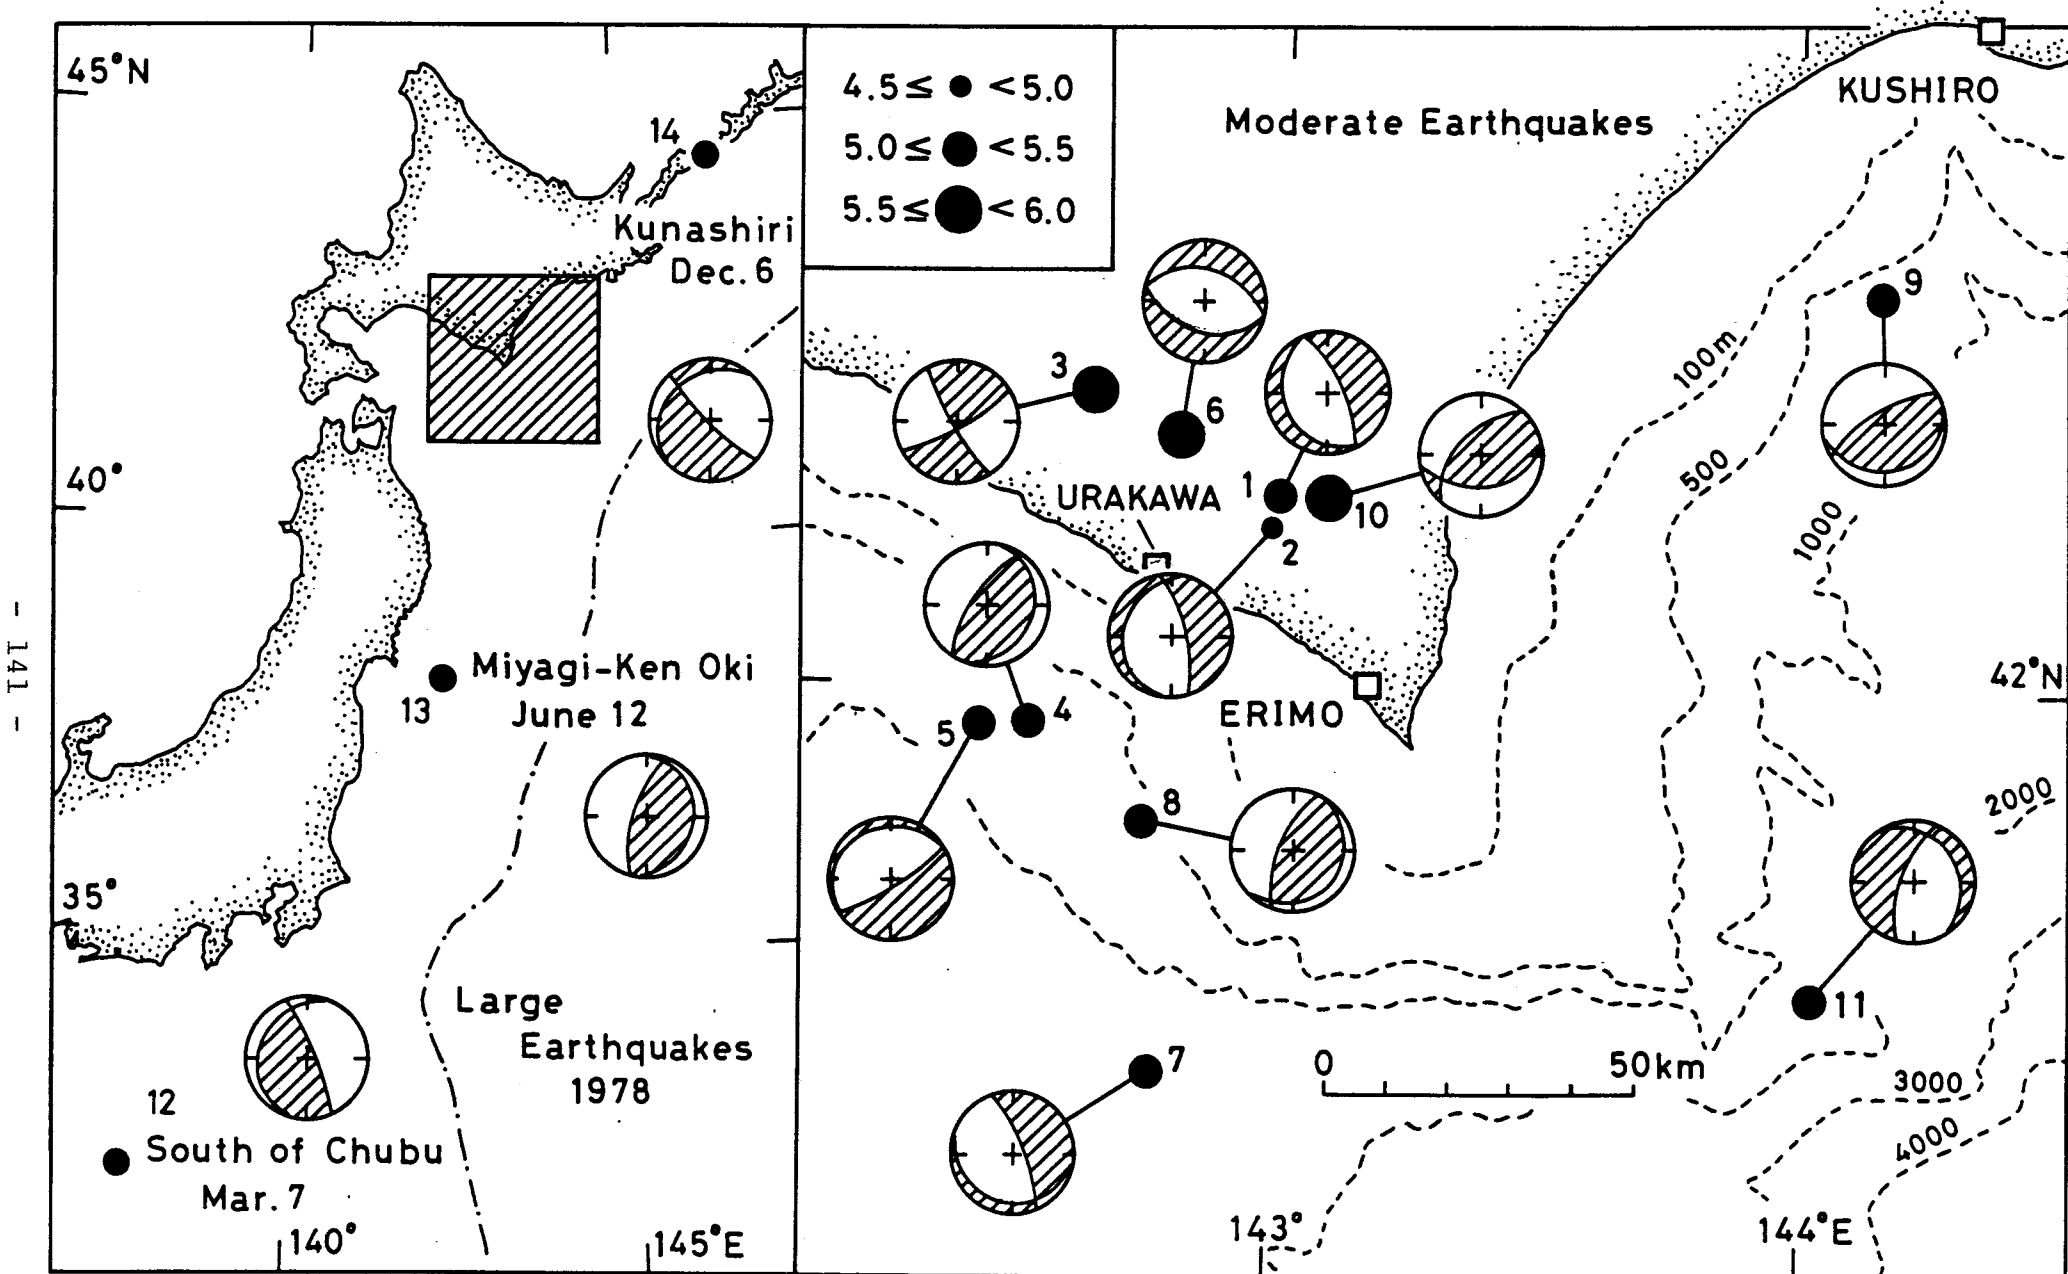 45°N
14
Kunashiri
Dec. 6
40°
Miyagi-Ken Oki
13
June 12
35°
Large
Earthquakes
1978
12
South of Chubu
Mar. 7
140°
145°E
- 141 -
4.5≤ ● <5.0
5.0≤ ● <5.5
5.5≤ ● <6.0
Moderate Earthquakes
KUSHIRO
9
3
6
100m
1
URAKAWA
10
500
2
1000
42°N
4
5
ERIMO
8
2000
11
7
0
50km
3000
4000
143°
144°E